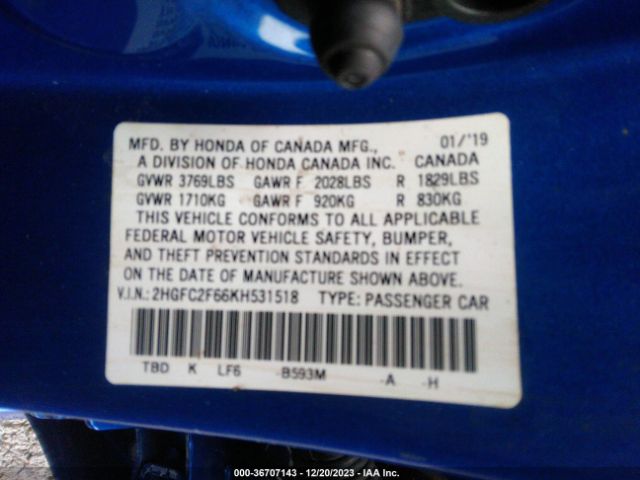 MFD. BY HONDA OF CANADA MFG., 01/'19
A DIVISION OF HONDA CANADA INC. CANADA
GVWR 3769LBS GAWR F 2028LBS R 1829LBS
GVWR 1710KG GAWR F 920KG R 830KG
THIS VEHICLE CONFORMS TO ALL APPLICABLE
FEDERAL MOTOR VEHICLE SAFETY, BUMPER,
AND THEFT PREVENTION STANDARDS IN EFFECT
ON THE DATE OF MANUFACTURE SHOWN ABOVE.
V.I.N.: 2HGFC2F66KH531518 TYPE: PASSENGER CAR
TBD K LF6 -B593M -A -H
000-36707143 - 12/20/2023 - IAA Inc.